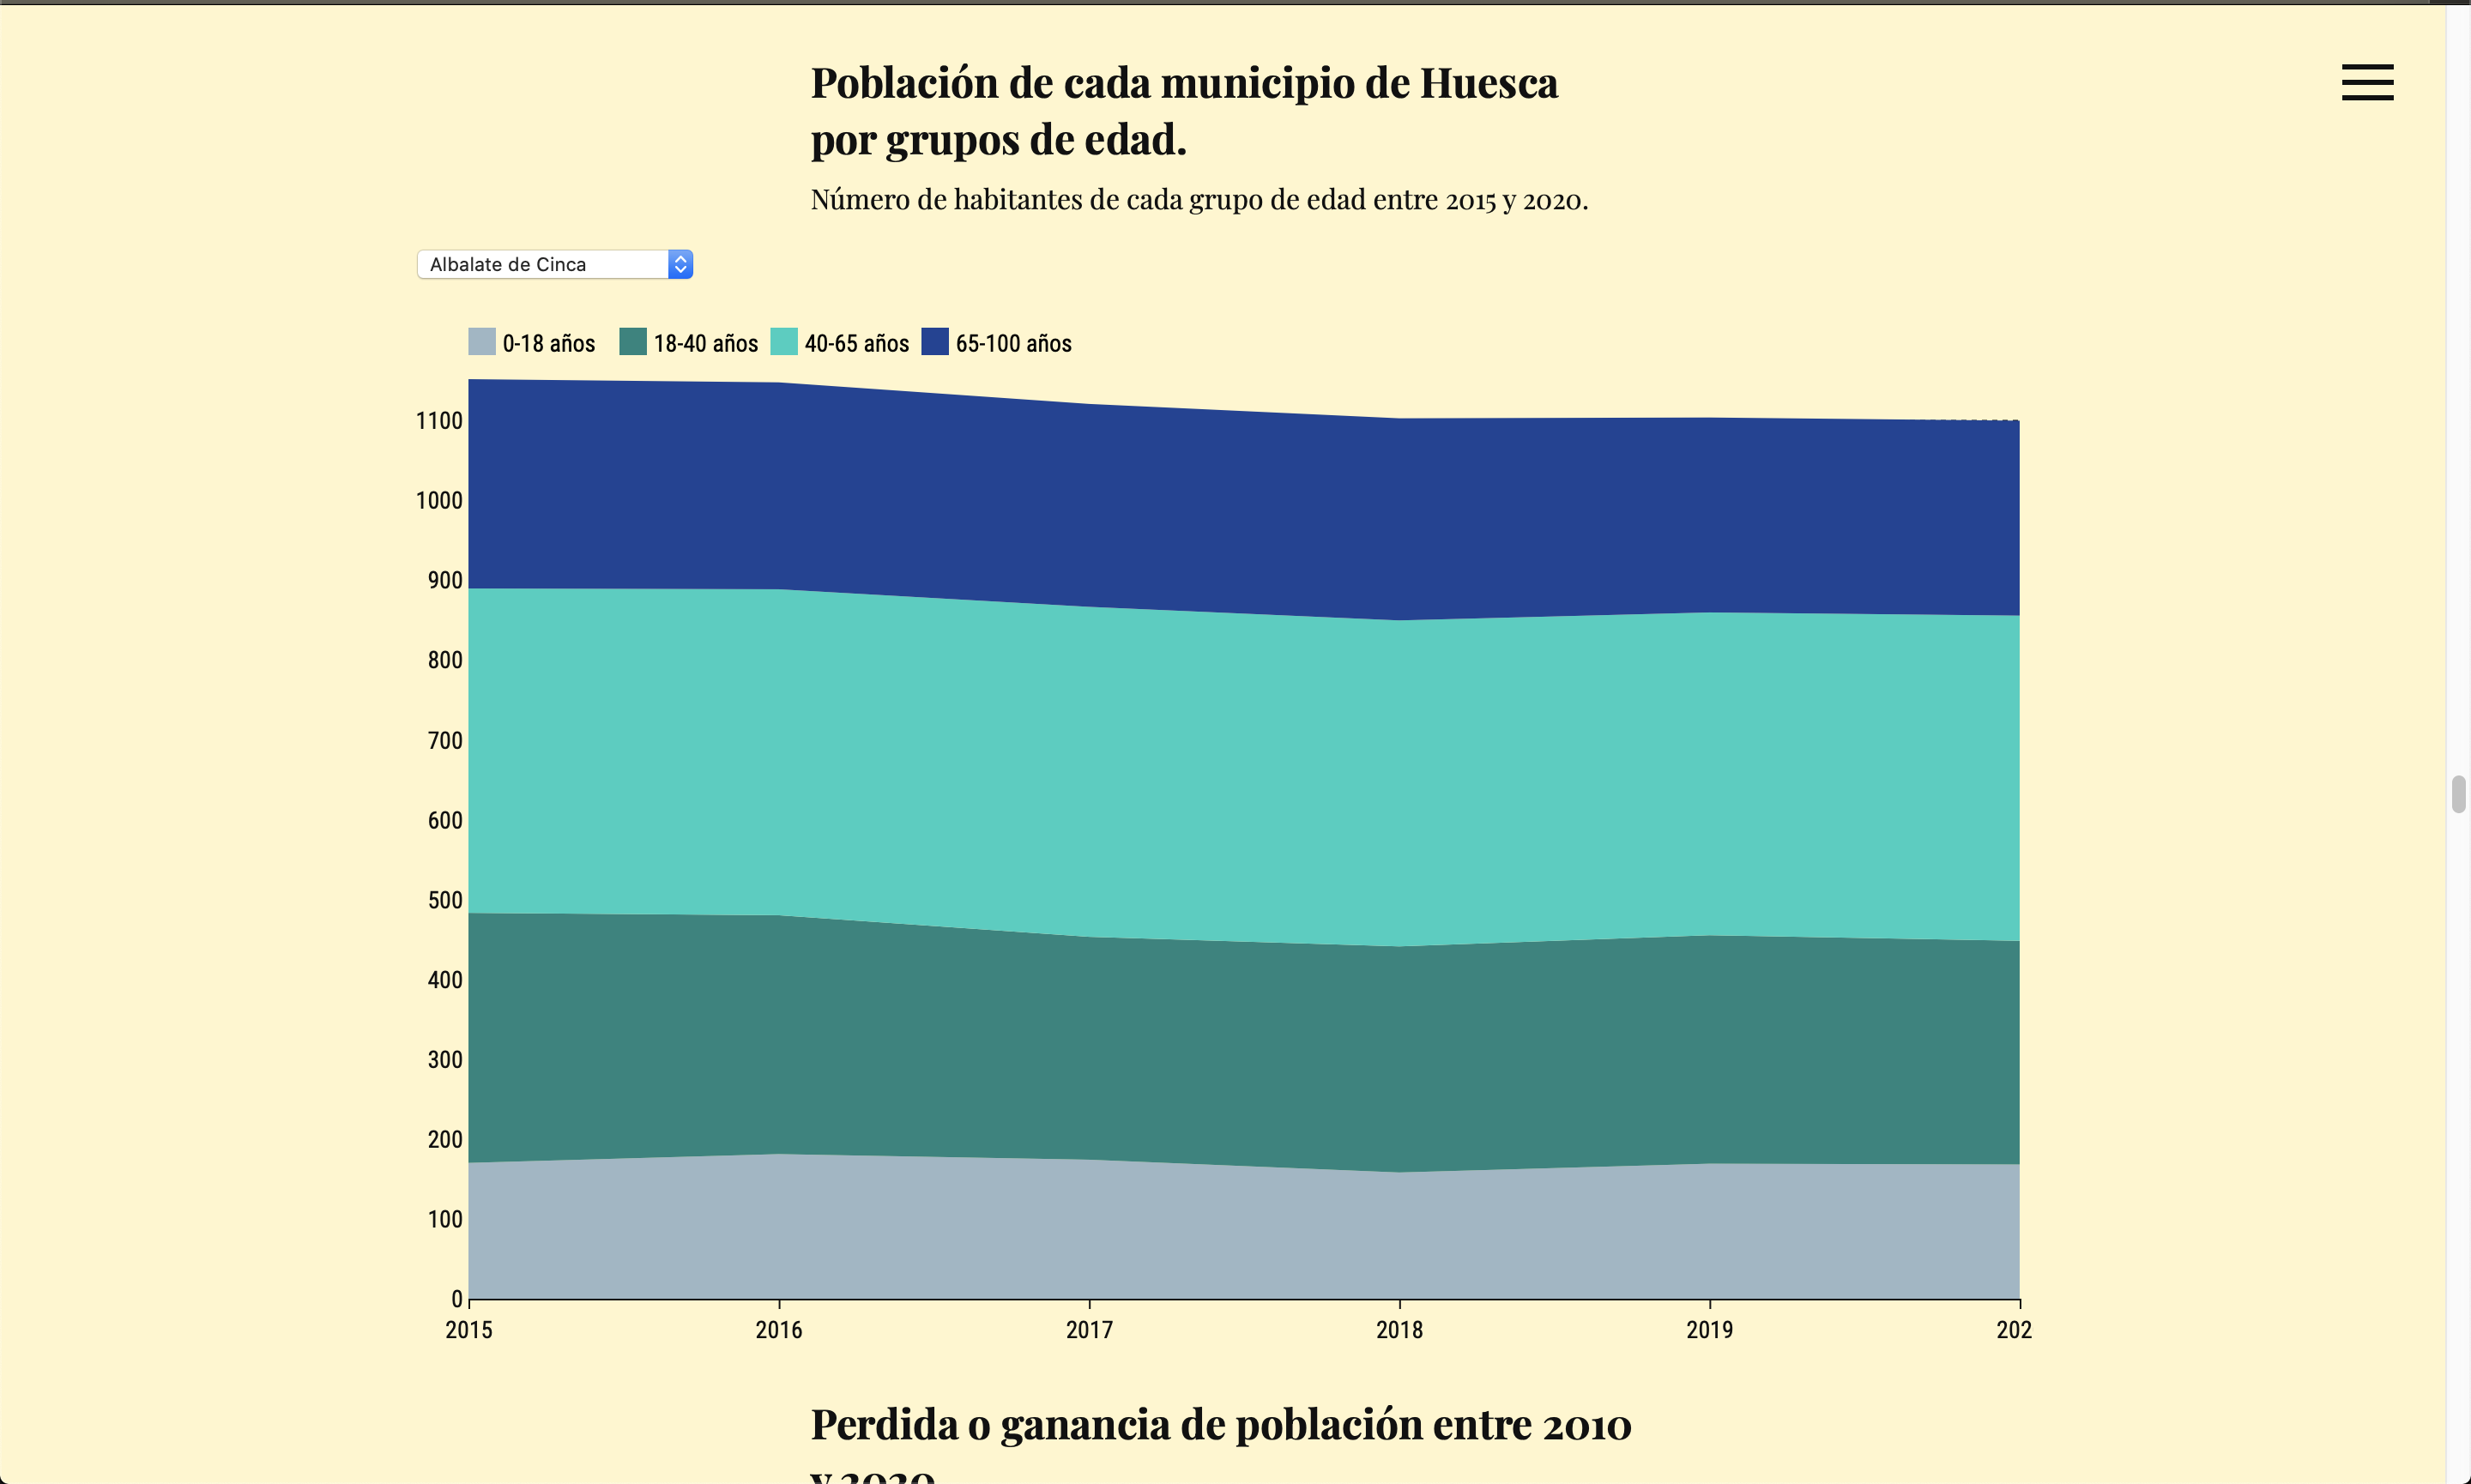 Población de cada municipio de Huesca
por grupos de edad.
Número de habitantes de cada grupo de edad entre 2015 y 2020.
Albalate de Cinca
0-18 años 18-40 años 40-65 años 65-100 años
1100
1000
900
800
700
600
500
400
300
200
100
0
2015 2016 2017 2018 2019 202
Perdida o ganancia de población entre 2010
y 2020